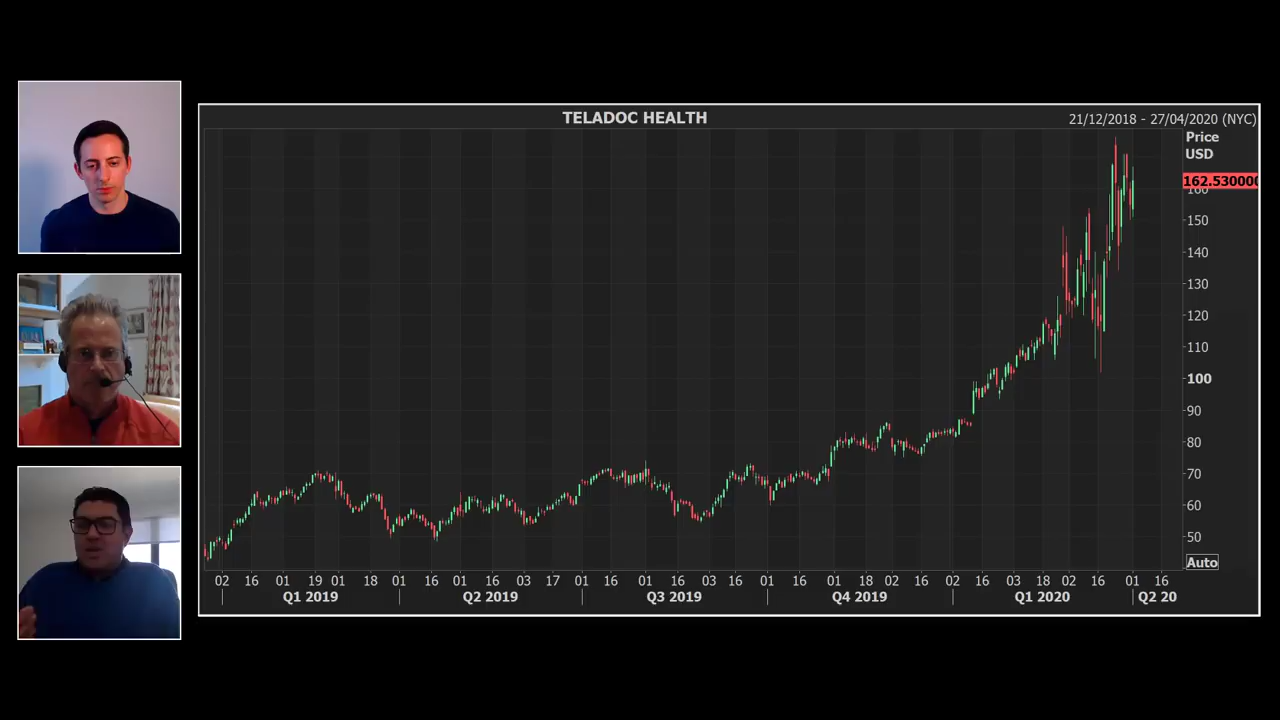 TELADOC HEALTH
21/12/2018 - 27/04/2020 (NYC)
Price
USD
162.530000
160
150
140
130
120
110
100
90
80
70
60
50
Auto
02 16 01 19 01 18 01 16 01 16 03 17 01 16 01 16 03 16 01 16 01 18 02 16 02 16 03 18 02 16 01 16
Q1 2019 Q2 2019 Q3 2019 Q4 2019 Q1 2020 Q2 20